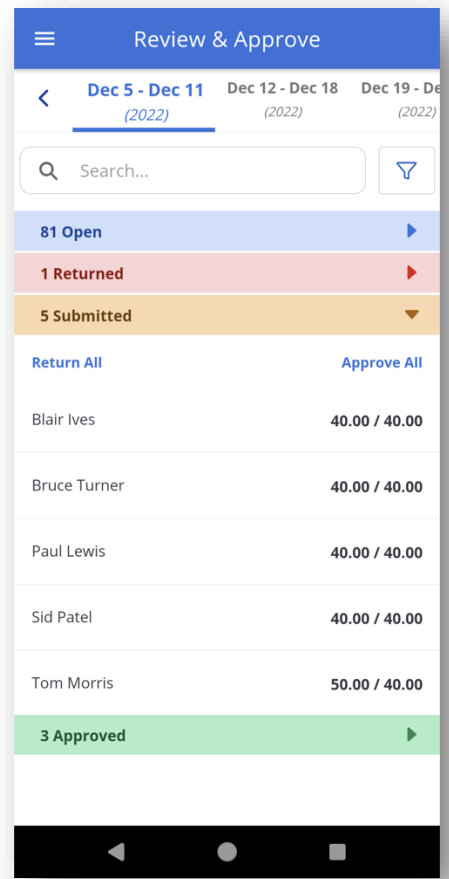 Review & Approve
Dec 5 - Dec 11 Dec 12 - Dec 18 Dec 19 - De
(2022) (2022) (2022)
Search...
81 Open
1 Returned
5 Submitted
Return All Approve All
Blair Ives 40.00 / 40.00
Bruce Turner 40.00 / 40.00
Paul Lewis 40.00 / 40.00
Sid Patel 40.00 / 40.00
Tom Morris 50.00 / 40.00
3 Approved